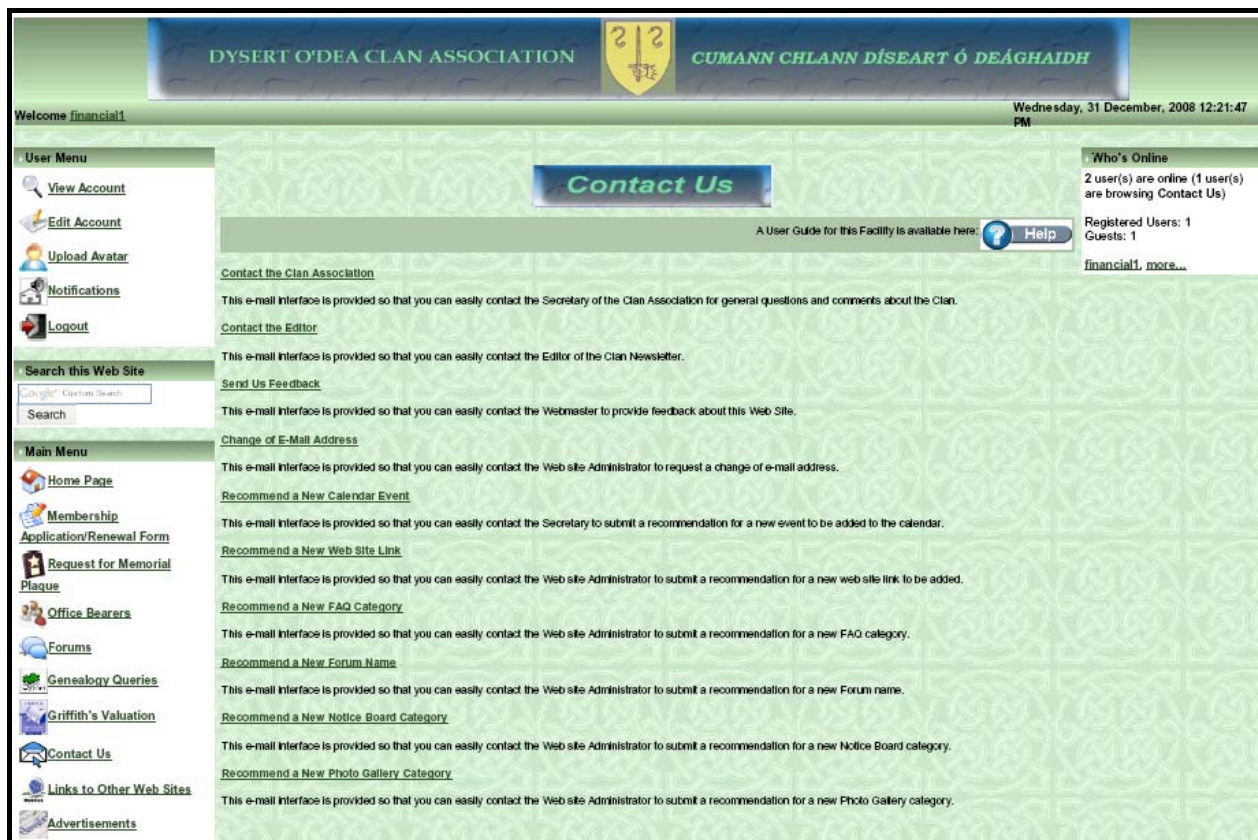 DYSERT O'DEA CLAN ASSOCIATION
CUMANN CHLANN DÍSEART Ó DEÁGHAIDH
Welcome financial1
Wednesday, 31 December, 2008 12:21:47
PM
User Menu
View Account
Edit Account
Upload Avatar
Notifications
Logout
Search this Web Site
Google Custom Search
Search
Main Menu
Home Page
Membership
Application/Renewal Form
Request for Memorial
Plaque
Office Bearers
Forums
Genealogy Queries
Griffith's Valuation
Contact Us
Links to Other Web Sites
Advertisements
Contact Us
A User Guide for this Facility is available here:
Help
Contact the Clan Association
This e-mail interface is provided so that you can easily contact the Secretary of the Clan Association for general questions and comments about the Clan.
Contact the Editor
This e-mail interface is provided so that you can easily contact the Editor of the Clan Newsletter.
Send Us Feedback
This e-mail interface is provided so that you can easily contact the Webmaster to provide feedback about this Web Site.
Change of E-Mail Address
This e-mail interface is provided so that you can easily contact the Web site Administrator to request a change of e-mail address.
Recommend a New Calendar Event
This e-mail interface is provided so that you can easily contact the Secretary to submit a recommendation for a new event to be added to the calendar.
Recommend a New Web Site Link
This e-mail interface is provided so that you can easily contact the Web site Administrator to submit a recommendation for a new web site link to be added.
Recommend a New FAQ Category
This e-mail interface is provided so that you can easily contact the Web site Administrator to submit a recommendation for a new FAQ category.
Recommend a New Forum Name
This e-mail interface is provided so that you can easily contact the Web site Administrator to submit a recommendation for a new Forum name.
Recommend a New Notice Board Category
This e-mail interface is provided so that you can easily contact the Web site Administrator to submit a recommendation for a new Notice Board category.
Recommend a New Photo Gallery Category
This e-mail interface is provided so that you can easily contact the Web site Administrator to submit a recommendation for a new Photo Gallery category.
Who's Online
2 user(s) are online (1 user(s)
are browsing Contact Us)
Registered Users: 1
Guests: 1
financial1, more...